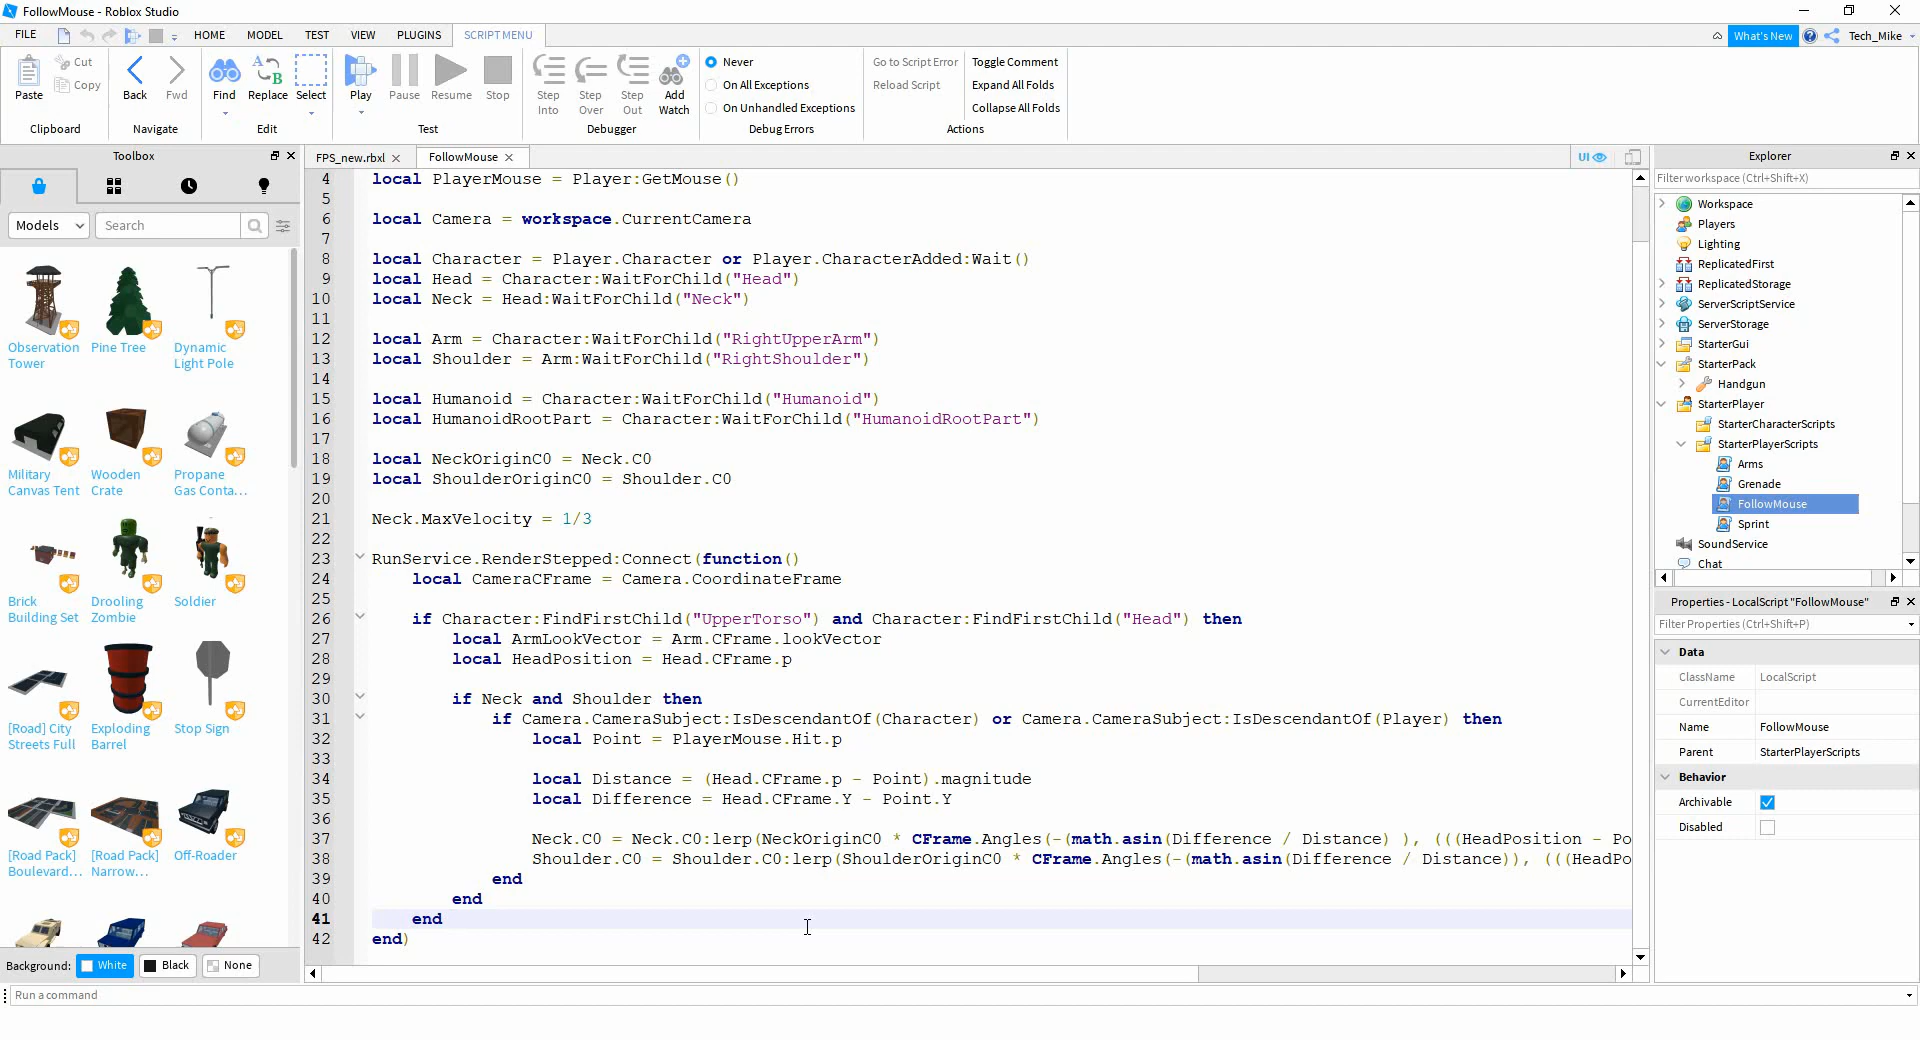 FollowMouse - Roblox Studio
FILE HOME MODEL TEST VIEW PLUGINS SCRIPT MENU What's New Tech_Mike
Paste Cut Copy Back Fwd Find Replace Select Play Pause Resume Stop Step Into Step Over Step Out Add Watch
Never
On All Exceptions
On Unhandled Exceptions
Go to Script Error
Reload Script
Toggle Comment
Expand All Folds
Collapse All Folds
Clipboard Navigate Edit Test Debugger Debug Errors Actions
Toolbox
Models Search
Observation Tower
Pine Tree
Dynamic Light Pole
Military Canvas Tent
Wooden Crate
Propane Gas Conta...
Brick Building Set
Drooling Zombie
Soldier
[Road] City Streets Full
Exploding Barrel
Stop Sign
[Road Pack] Boulevard...
[Road Pack] Narrow...
Off-Roader
Background: White Black None
Run a command
FPS_new.rbxl FollowMouse UI
4 local PlayerMouse = Player:GetMouse()
5
6 local Camera = workspace.CurrentCamera
7
8 local Character = Player.Character or Player.CharacterAdded:Wait()
9 local Head = Character:WaitForChild("Head")
10 local Neck = Head:WaitForChild("Neck")
11
12 local Arm = Character:WaitForChild("RightUpperArm")
13 local Shoulder = Arm:WaitForChild("RightShoulder")
14
15 local Humanoid = Character:WaitForChild("Humanoid")
16 local HumanoidRootPart = Character:WaitForChild("HumanoidRootPart")
17
18 local NeckOriginC0 = Neck.C0
19 local ShoulderOriginC0 = Shoulder.C0
20
21 Neck.MaxVelocity = 1/3
22
23 RunService.RenderStepped:Connect(function()
24 local CameraCFrame = Camera.CoordinateFrame
25
26 if Character:FindFirstChild("UpperTorso") and Character:FindFirstChild("Head") then
27 local ArmLookVector = Arm.CFrame.lookVector
28 local HeadPosition = Head.CFrame.p
29
30 if Neck and Shoulder then
31 if Camera.CameraSubject:IsDescendantOf(Character) or Camera.CameraSubject:IsDescendantOf(Player) then
32 local Point = PlayerMouse.Hit.p
33
34 local Distance = (Head.CFrame.p - Point).magnitude
35 local Difference = Head.CFrame.Y - Point.Y
36
37 Neck.C0 = Neck.C0:lerp(NeckOriginC0 * CFrame.Angles(-(math.asin(Difference / Distance) ), (((HeadPosition - Po
38 Shoulder.C0 = Shoulder.C0:lerp(ShoulderOriginC0 * CFrame.Angles(-(math.asin(Difference / Distance)), (((HeadPo
39 end
40 end
41 end
42 end)
Explorer
Filter workspace (Ctrl+Shift+X)
Workspace
Players
Lighting
ReplicatedFirst
ReplicatedStorage
ServerScriptService
ServerStorage
StarterGui
StarterPack
Handgun
StarterPlayer
StarterCharacterScripts
StarterPlayerScripts
Arms
Grenade
FollowMouse
Sprint
SoundService
Chat
Properties - LocalScript "FollowMouse"
Filter Properties (Ctrl+Shift+P)
Data
ClassName LocalScript
CurrentEditor
Name FollowMouse
Parent StarterPlayerScripts
Behavior
Archivable
Disabled